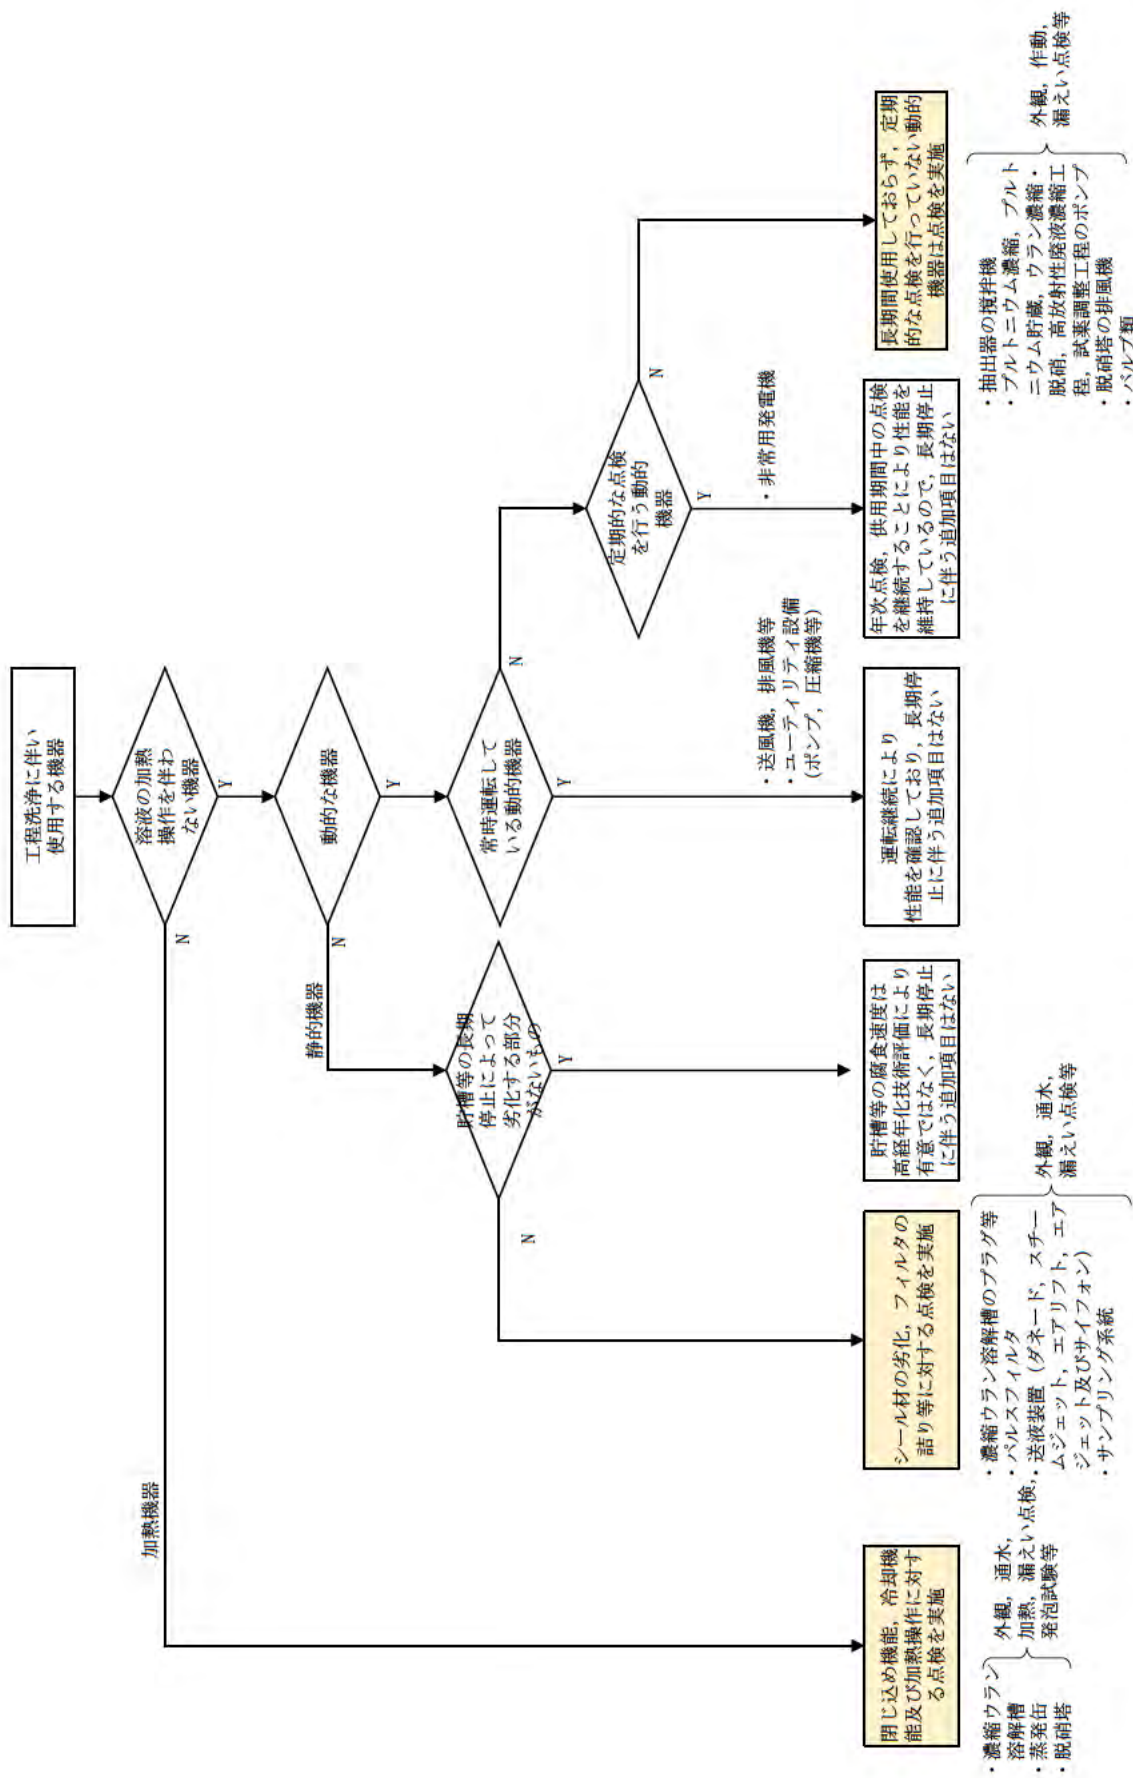 工程洗浄に伴い
使用する機器
溶液の加熱
操作を伴わ
ない機器
N
Y
加熱機器
動的な機器
N
Y
静的機器
常時運転して
いる動的機器
N
Y
貯槽等の長期
停止によって
劣化する部分
がないもの
N
Y
定期的な点検
を行う動的
機器
N
Y
・送風機，排風機等
・ユーティリティ設備
(ポンプ，圧縮機等)
・非常用発電機
閉じ込め機能，冷却機
能及び加熱操作に対す
る点検を実施
シール材の劣化，フィルタの
詰り等に対する点検を実施
貯槽等の腐食速度は
高経年化技術評価により
有意ではなく，長期停止
に伴う追加項目はない
運転継続により
性能を確認しており，長期停
止に伴う追加項目はない
年次点検，供用期間中の点検
を継続することにより性能を
維持しているので，長期停止
に伴う追加項目はない
長期間使用しておらず，定期
的な点検を行っていない動的
機器は点検を実施
・濃縮ウラン
溶解槽
・蒸発缶
・脱硝塔
外観，通水，
加熱，漏えい点検，
発泡試験等
・濃縮ウラン溶解槽のプラグ等
・パルスフィルタ
・送液装置（ダネード，スチー
ムジェット，エアリフト，エア
ジェット及びサイフォン）
・サンプリング系統
外観，通水，
漏えい点検等
・抽出器の攪拌機
・プルトニウム濃縮，プルト
ニウム貯蔵，ウラン濃縮・
脱硝，高放射性廃液濃縮工
程，試薬調整工程のポンプ
・脱硝塔の排風機
・バルブ類
外観，作動，
漏えい点検等